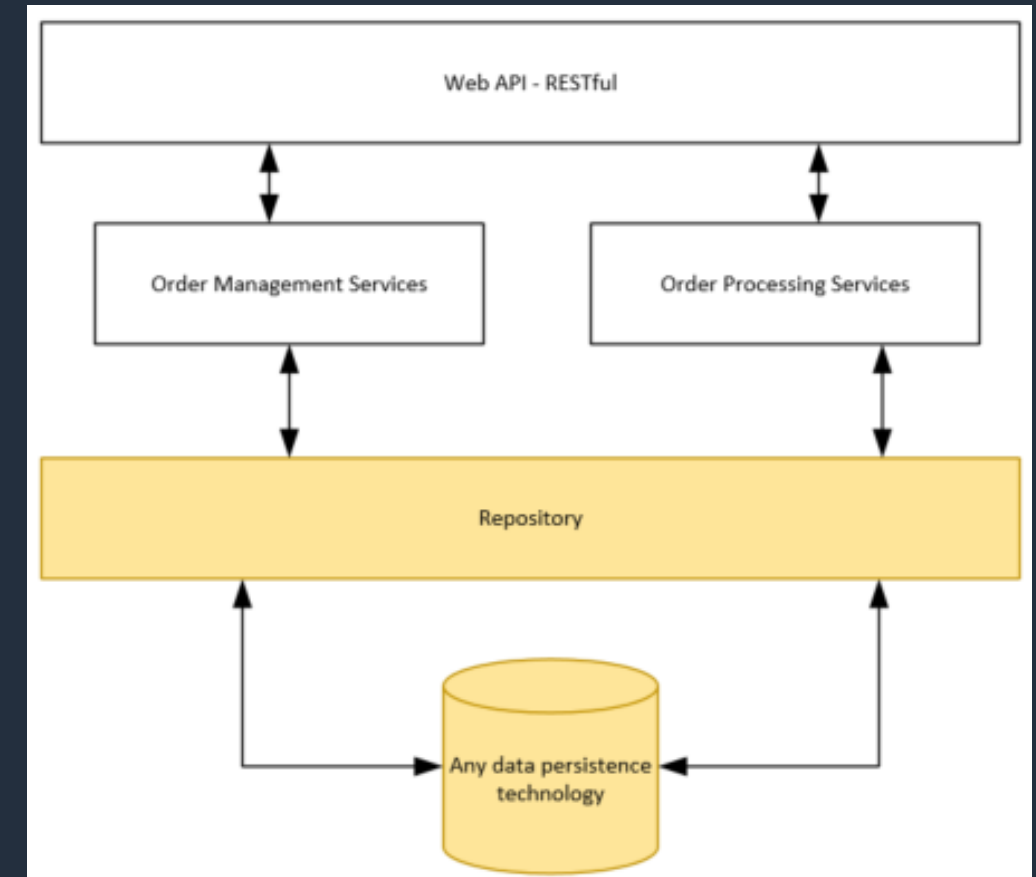 Web API - RESTful
Order Management Services
Order Processing Services
Repository
Any data persistence
technology